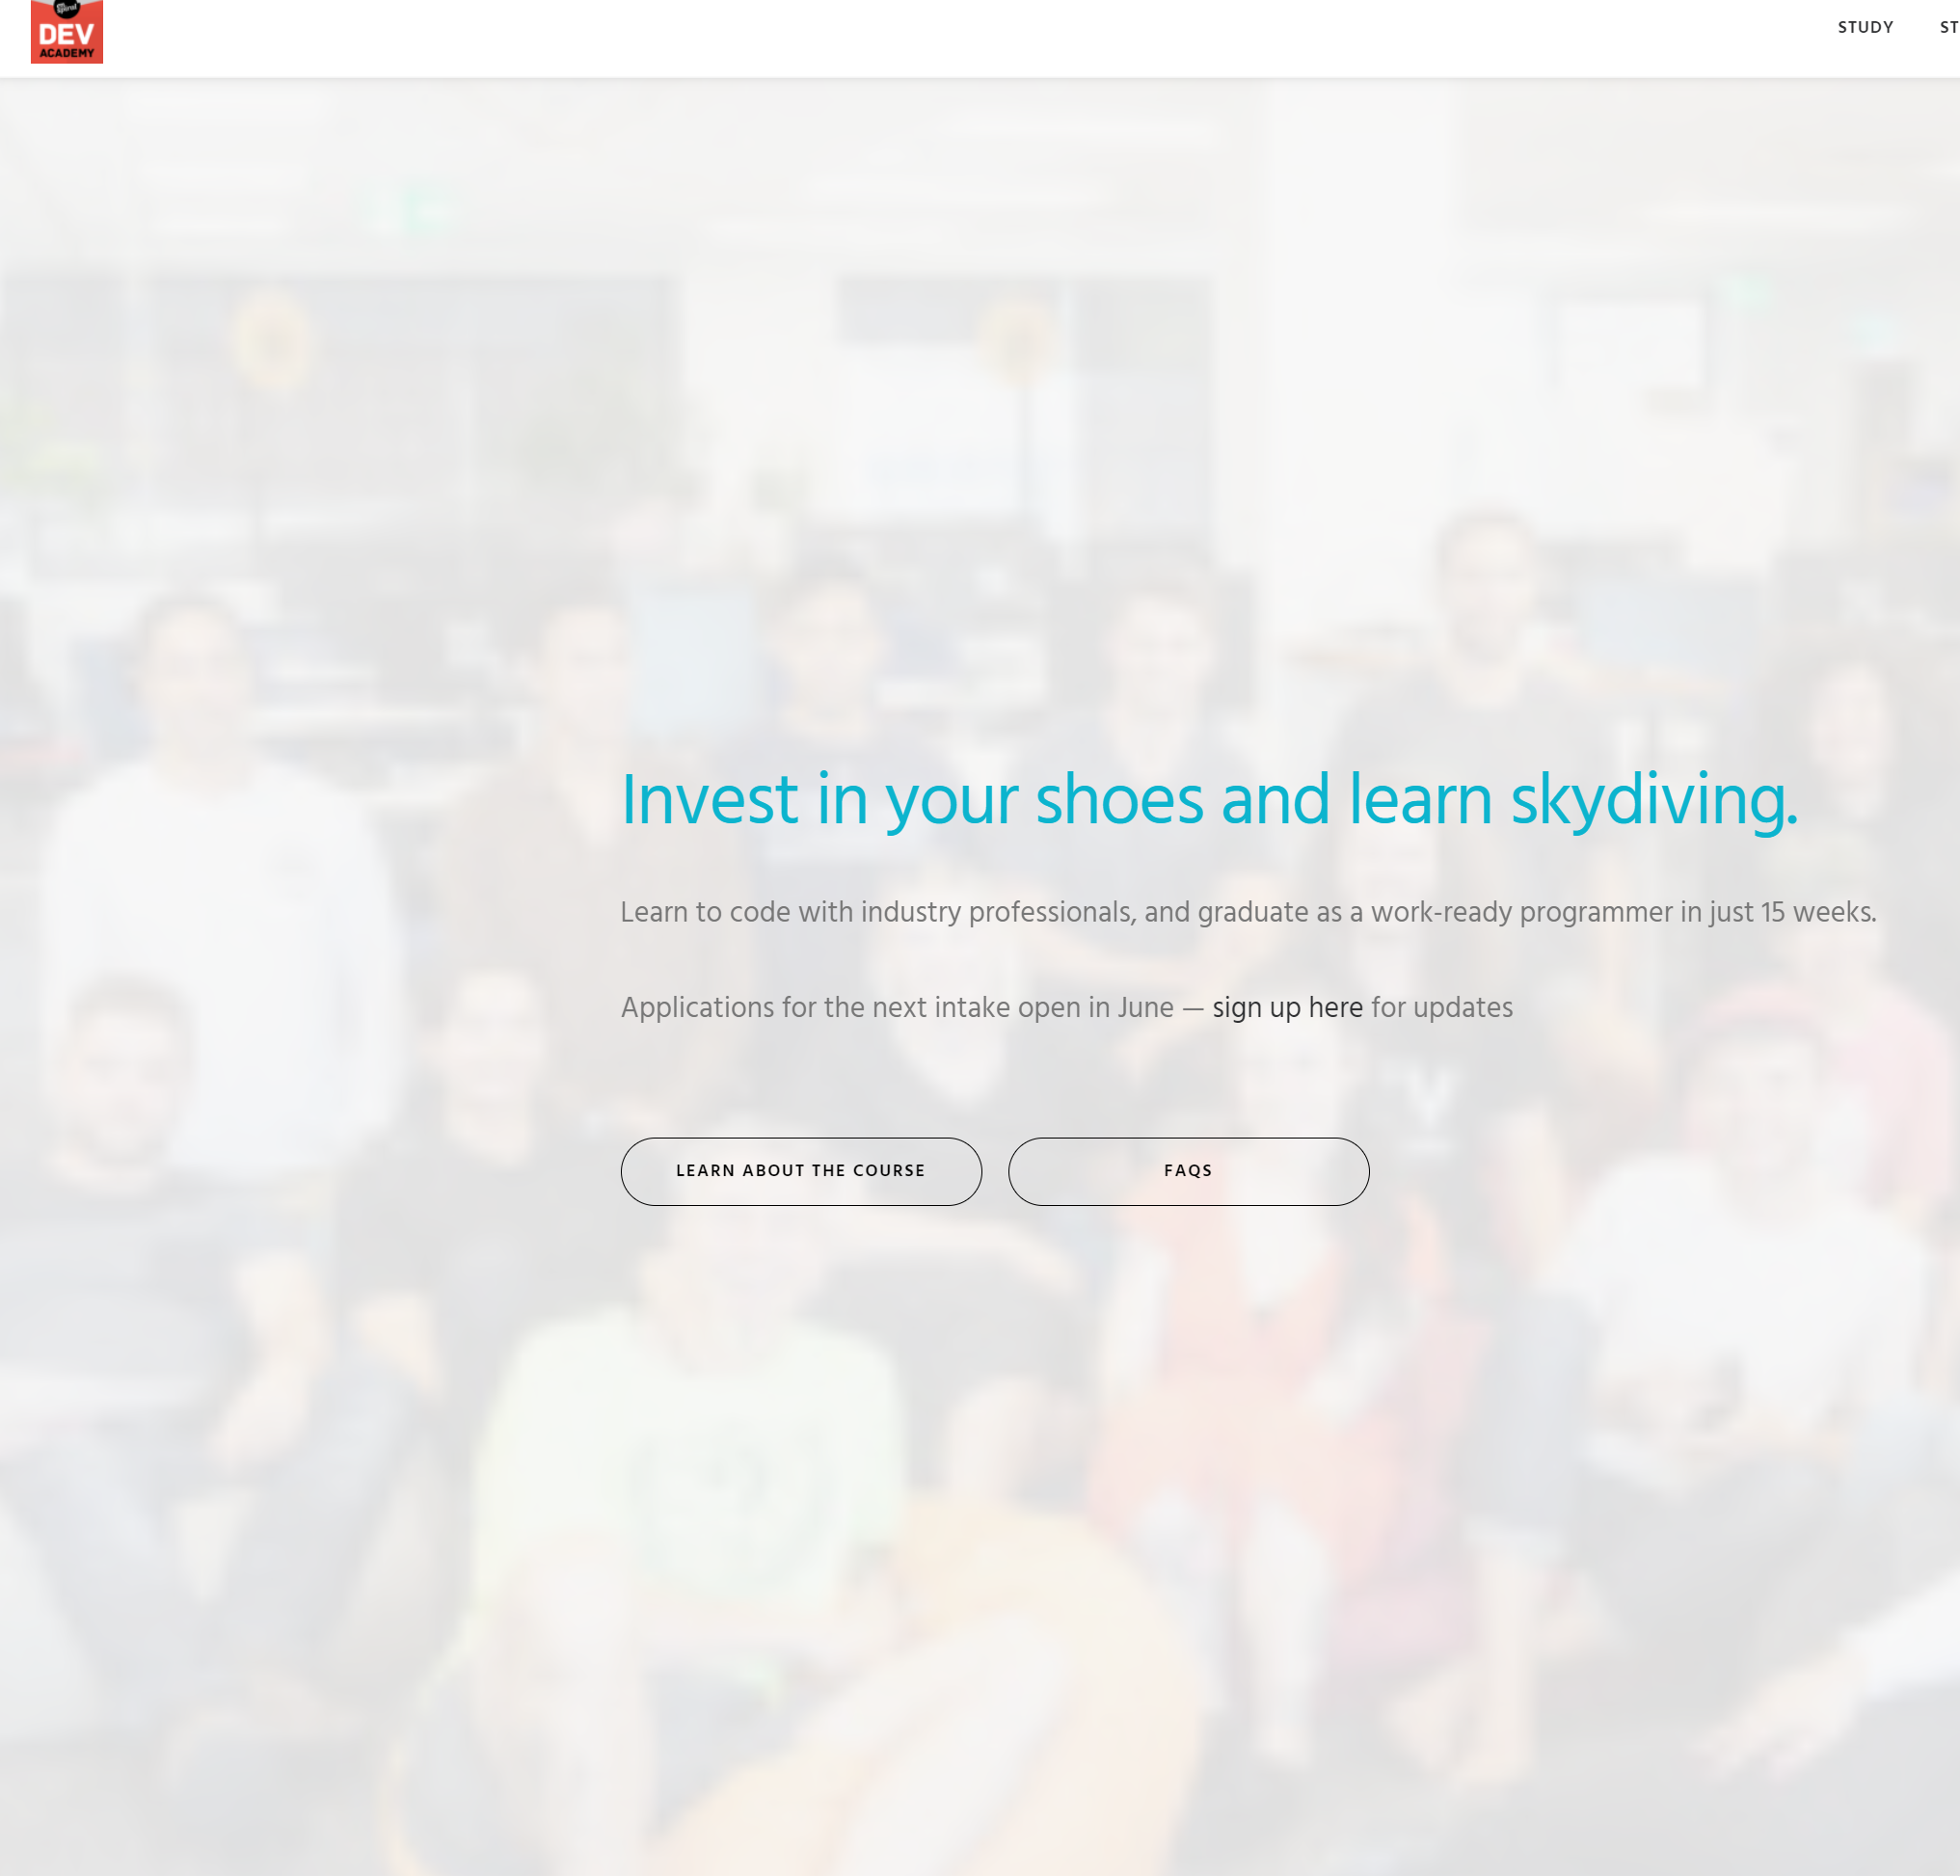 DEV
ACADEMY
STUDY ST
Invest in your shoes and learn skydiving.
Learn to code with industry professionals, and graduate as a work-ready programmer in just 15 weeks.
Applications for the next intake open in June — sign up here for updates
LEARN ABOUT THE COURSE FAQS